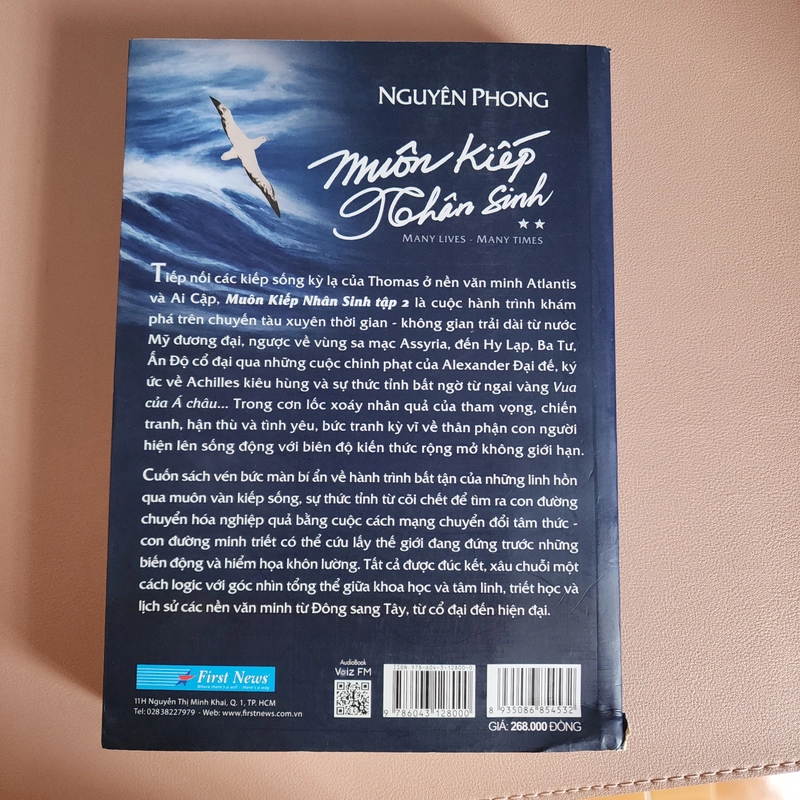 NGUYÊN PHONG
Muôn Kiếp
Nhân Sinh
MANY LIVES - MANY TIMES
Tiếp nối các kiếp sống kỳ lạ của Thomas ở nền văn minh Atlantis
và Ai Cập, Muôn Kiếp Nhân Sinh tập 2 là cuộc hành trình khám
phá trên chuyến tàu xuyên thời gian - không gian trải dài từ nước
Mỹ đương đại, ngược về vùng sa mạc Assyria, đến Hy Lạp, Ba Tư,
Ấn Độ cổ đại qua những cuộc chinh phạt của Alexander Đại đế, ký
ức về Achilles kiêu hùng và sự thức tỉnh bất ngờ từ ngai vàng Vua
của Á châu... Trong cơn lốc xoáy nhân quả của tham vọng, chiến
tranh, hận thù và tình yêu, bức tranh kỳ vĩ về thân phận con người
hiện lên sống động với biên độ kiến thức rộng mở không giới hạn.
Cuốn sách vén bức màn bí ẩn về hành trình bất tận của những linh hồn
qua muôn vàn kiếp sống, sự thức tỉnh từ cõi chết để tìm ra con đường
chuyển hóa nghiệp quả bằng cuộc cách mạng chuyển đổi tâm thức -
con đường minh triết có thể cứu lấy thế giới đang đứng trước những
biến động và hiểm họa khôn lường. Tất cả được đúc kết, xâu chuỗi một
cách logic với góc nhìn tổng thể giữa khoa học và tâm linh, triết học và
lịch sử các nền văn minh từ Đông sang Tây, từ cổ đại đến hiện đại.
First News
Where there's a will - there's a way
11H Nguyễn Thị Minh Khai, Q. 1, TP. HCM
Tel: 02838227979 - Web: www.firstnews.com.vn
AudioBook
Voiz FM
ISBN 978-604-3-12800-0
9 786043 128000
8 935086 854532
GIÁ: 268.000 ĐỒNG